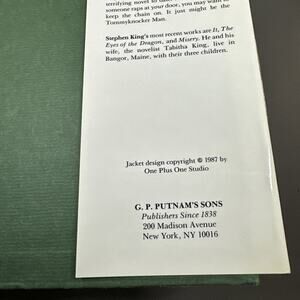 terrifying novel to
someone raps at your door, you may want to
keep the chain on. It just might be the
Tommyknocker Man.
Stephen King's most recent works are It, The
Eyes of the Dragon, and Misery. He and his
wife, the novelist Tabitha King, live in
Bangor, Maine, with their three children.
Jacket design copyright © 1987 by
One Plus One Studio
G. P. PUTNAM'S SONS
Publishers Since 1838
200 Madison Avenue
New York, NY 10016